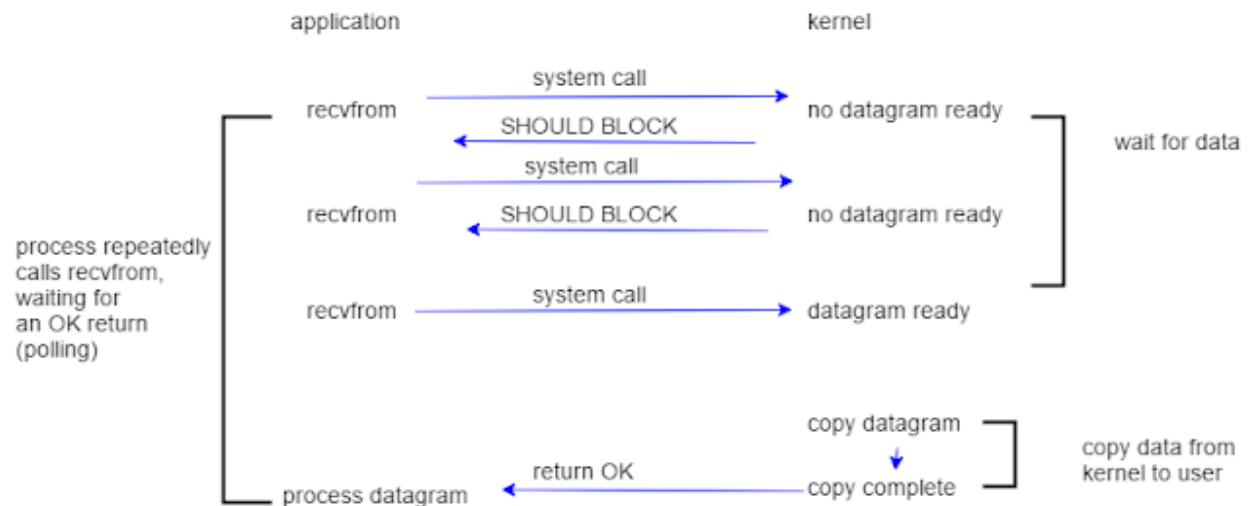 application
kernel
system call
recvfrom
no datagram ready
SHOULD BLOCK
wait for data
system call
recvfrom
SHOULD BLOCK
no datagram ready
process repeatedly
calls recvfrom,
waiting for
an OK return
(polling)
system call
recvfrom
datagram ready
copy datagram
copy data from
kernel to user
return OK
process datagram
copy complete